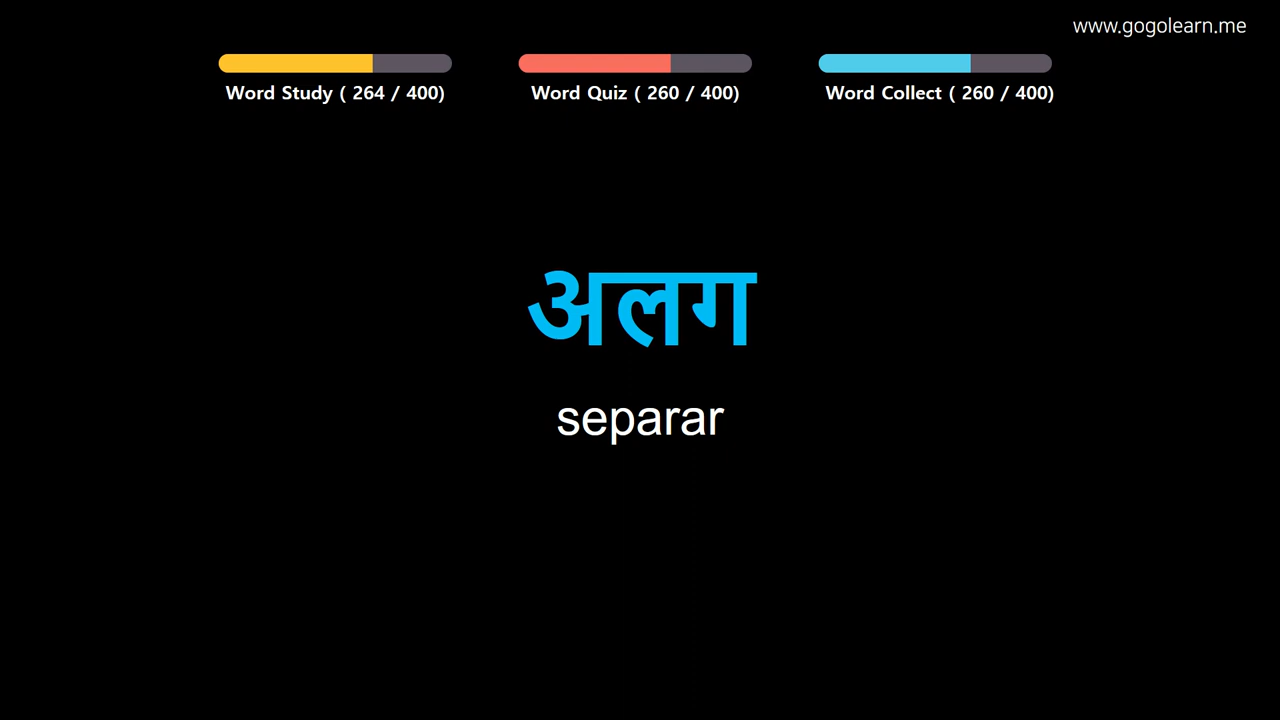 www.gogolearn.me
Word Study ( 264 / 400)
Word Quiz ( 260 / 400)
Word Collect ( 260 / 400)
अलग
separar